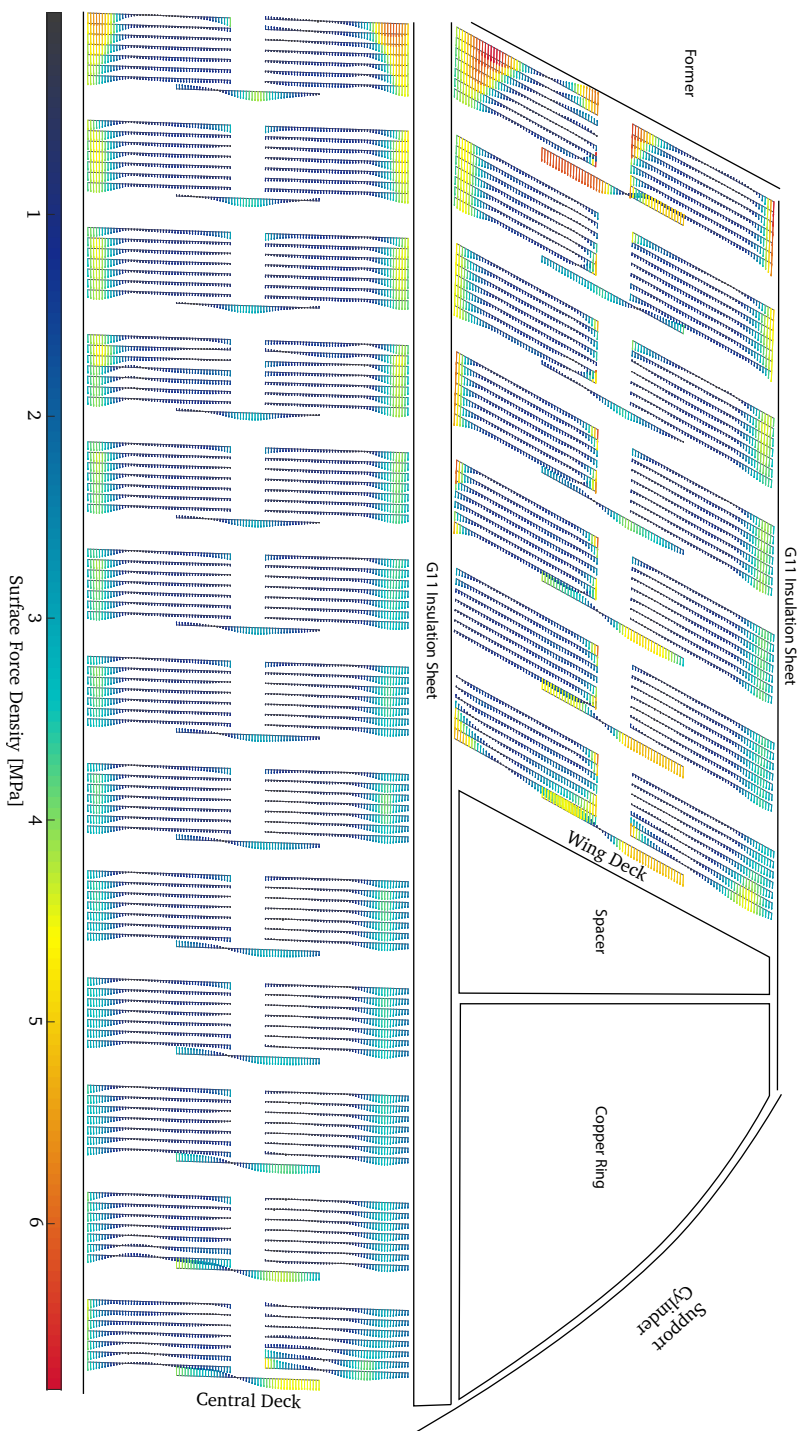 Former
G11 Insulation Sheet
G11 Insulation Sheet
Wing Deck
Spacer
Copper Ring
Support
Cylinder
Central Deck
1
2
3
4
5
6
Surface Force Density [MPa]